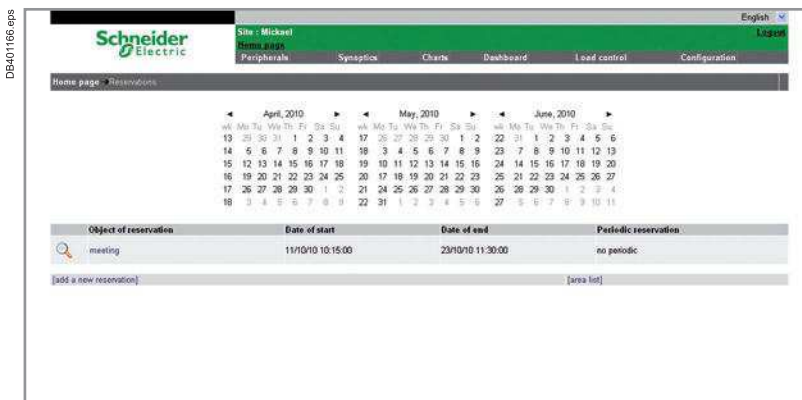 DB401166.eps
English
Schneider Electric
Site : Mickael
Logout
Home page
Peripherals Synoptics Charts Dashboard Load control Configuration
Home page Reservations
April, 2010 May, 2010 June, 2010
wk Mo Tu We Th Fr Sa Su wk Mo Tu We Th Fr Sa Su wk Mo Tu We Th Fr Sa Su
13 29 30 31 1 2 3 4 17 26 27 28 29 30 1 2 22 31 1 2 3 4 5 6
14 5 6 7 8 9 10 11 18 3 4 5 6 7 8 9 23 7 8 9 10 11 12 13
15 12 13 14 15 16 17 18 19 10 11 12 13 14 15 16 24 14 15 16 17 18 19 20
16 19 20 21 22 23 24 25 20 17 18 19 20 21 22 23 25 21 22 23 24 25 26 27
17 26 27 28 29 30 1 2 21 24 25 26 27 28 29 30 26 28 29 30 1 2 3 4
18 3 4 5 6 7 8 9 22 31 1 2 3 4 5 6 27 5 6 7 8 9 10 11
Object of reservation Date of start Date of end Periodic reservation
meeting 11/10/10 10:15:00 23/10/10 11:30:00 no periodic
[add a new reservation] [area list]